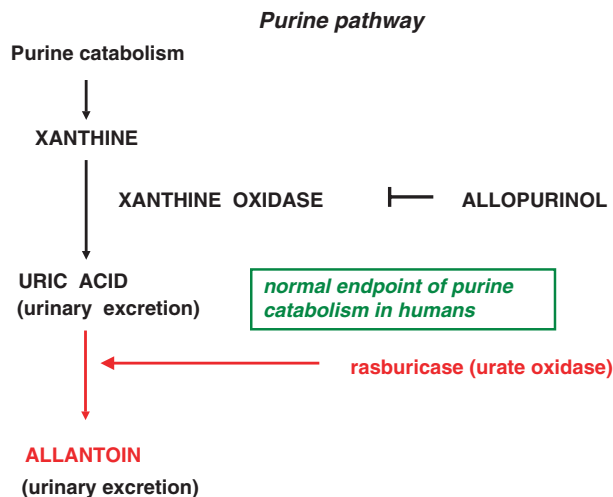 Purine pathway
Purine catabolism
XANTHINE
XANTHINE OXIDASE
ALLOPURINOL
URIC ACID
(urinary excretion)
normal endpoint of purine
catabolism in humans
rasburicase (urate oxidase)
ALLANTOIN
(urinary excretion)